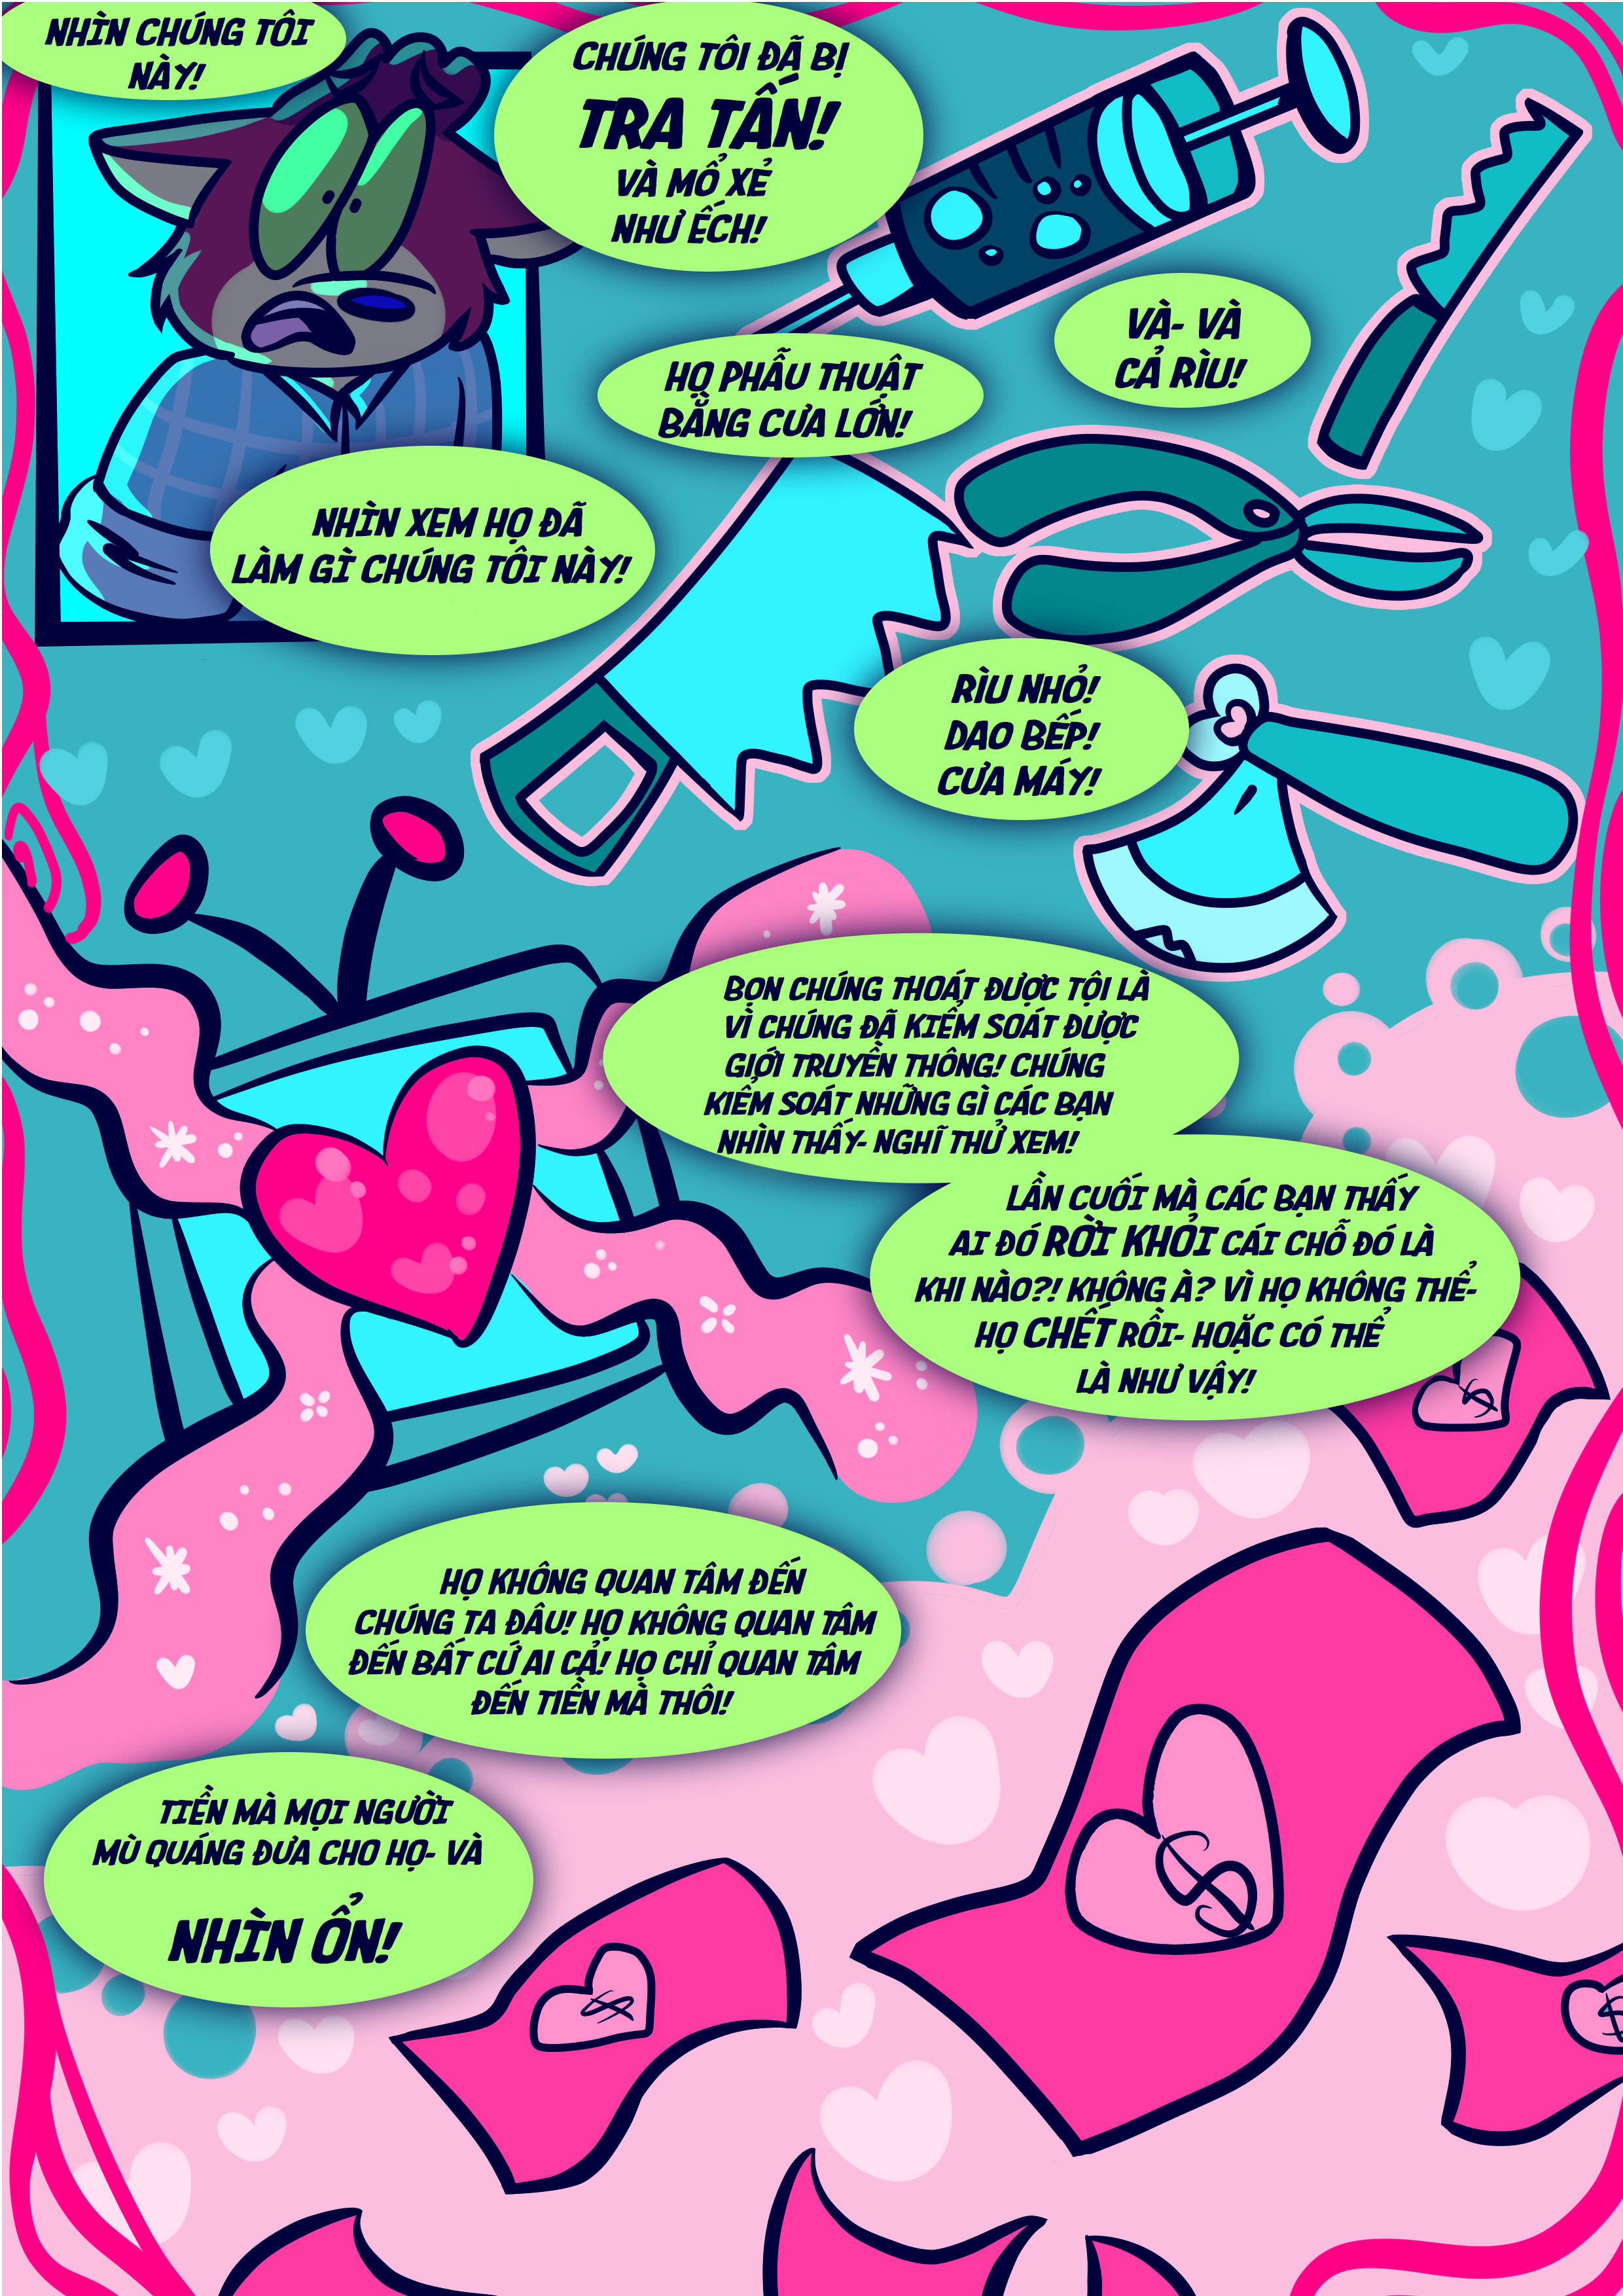 NHÌN CHÚNG TÔI
NÀY!
CHÚNG TÔI ĐÃ BỊ
TRA TẤN!
VÀ MỔ XẺ
NHƯ ẾCH!
VÀ- VÀ
CẢ RÌU!
HỌ PHẪU THUẬT
BẰNG CƯA LỚN!
NHÌN XEM HỌ ĐÃ
LÀM GÌ CHÚNG TÔI NÀY!
RÌU NHỎ!
DAO BẾP!
CƯA MÁY!
BỌN CHÚNG THOÁT ĐƯỢC TỘI LÀ
VÌ CHÚNG ĐÃ KIỂM SOÁT ĐƯỢC
GIỚI TRUYỀN THÔNG! CHÚNG
KIỂM SOÁT NHỮNG GÌ CÁC BẠN
NHÌN THẤY- NGHĨ THỬ XEM!
LẦN CUỐI MÀ CÁC BẠN THẤY
AI ĐÓ RỜI KHỎI CÁI CHỖ ĐÓ LÀ
KHI NÀO?! KHÔNG À? VÌ HỌ KHÔNG THỂ-
HỌ CHẾT RỒI- HOẶC CÓ THỂ
LÀ NHƯ VẬY!
HỌ KHÔNG QUAN TÂM ĐẾN
CHÚNG TA ĐÂU! HỌ KHÔNG QUAN TÂM
ĐẾN BẤT CỨ AI CẢ! HỌ CHỈ QUAN TÂM
ĐẾN TIỀN MÀ THÔI!
TIỀN MÀ MỌI NGƯỜI
MÙ QUÁNG ĐƯA CHO HỌ- VÀ
NHÌN ỔN!
$
$
$
$